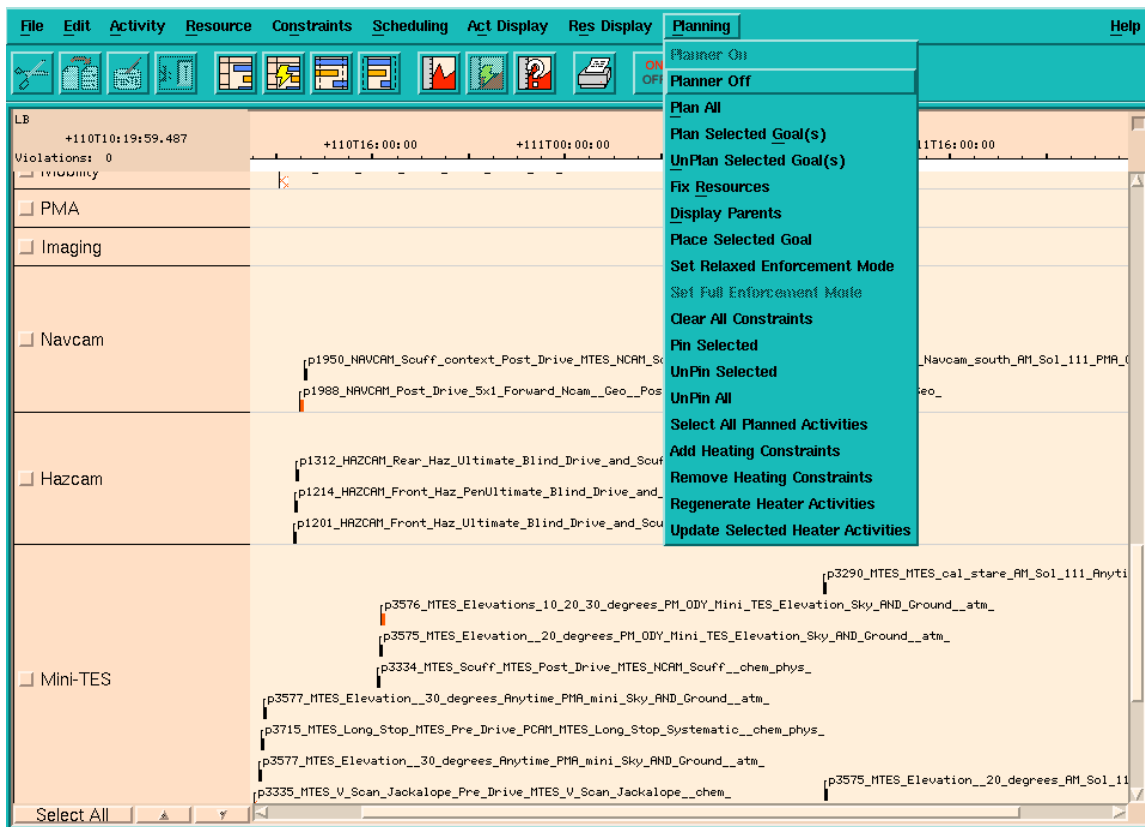 File Edit Activity Resource Constraints Scheduling Act Display Res Display Planning Help
ON
OFF
Planner On
Planner Off
Plan All
Plan Selected Goal(s)
UnPlan Selected Goal(s)
Fix Resources
Display Parents
Place Selected Goal
Set Relaxed Enforcement Mode
Set Full Enforcement Mode
Clear All Constraints
Pin Selected
UnPin Selected
UnPin All
Select All Planned Activities
Add Heating Constraints
Remove Heating Constraints
Regenerate Heater Activities
Update Selected Heater Activities
LB
+110T10:19:59.487
Violations: 0
+110T16:00:00 +111T00:00:00 11T16:00:00
Mobility
PMA
Imaging
Navcam
p1950_NAVCAM_Scuff_context_Post_Drive_MTES_NCAM_Sc Navcam_south_AM_Sol_111_PMA_
p1988_NAVCAM_Post_Drive_5x1_Forward_Ncam__Geo__Pos Geo_
Hazcam
p1312_HAZCAM_Rear_Haz_Ultimate_Blind_Drive_and_Scuf
p1214_HAZCAM_Front_Haz_PenUltimate_Blind_Drive_and_
p1201_HAZCAM_Front_Haz_Ultimate_Blind_Drive_and_Scu
Mini-TES
p3290_MTES_MTES_cal_stare_AM_Sol_111_Anyti
p3576_MTES_Elevations_10_20_30_degrees_PM_ODY_Mini_TES_Elevation_Sky_AND_Ground__atm_
p3575_MTES_Elevation__20_degrees_PM_ODY_Mini_TES_Elevation_Sky_AND_Ground__atm_
p3334_MTES_Scuff_MTES_Post_Drive_MTES_NCAM_Scuff__chem_phys_
p3577_MTES_Elevation__30_degrees_Anytime_PMA_mini_Sky_AND_Ground__atm_
p3715_MTES_Long_Stop_MTES_Pre_Drive_PCAM_MTES_Long_Stop_Systematic__chem_phys_
p3577_MTES_Elevation__30_degrees_Anytime_PMA_mini_Sky_AND_Ground__atm_
p3575_MTES_Elevation__20_degrees_AM_Sol_11
p3335_MTES_V_Scan_Jackalope_Pre_Drive_MTES_V_Scan_Jackalope__chem_
Select All